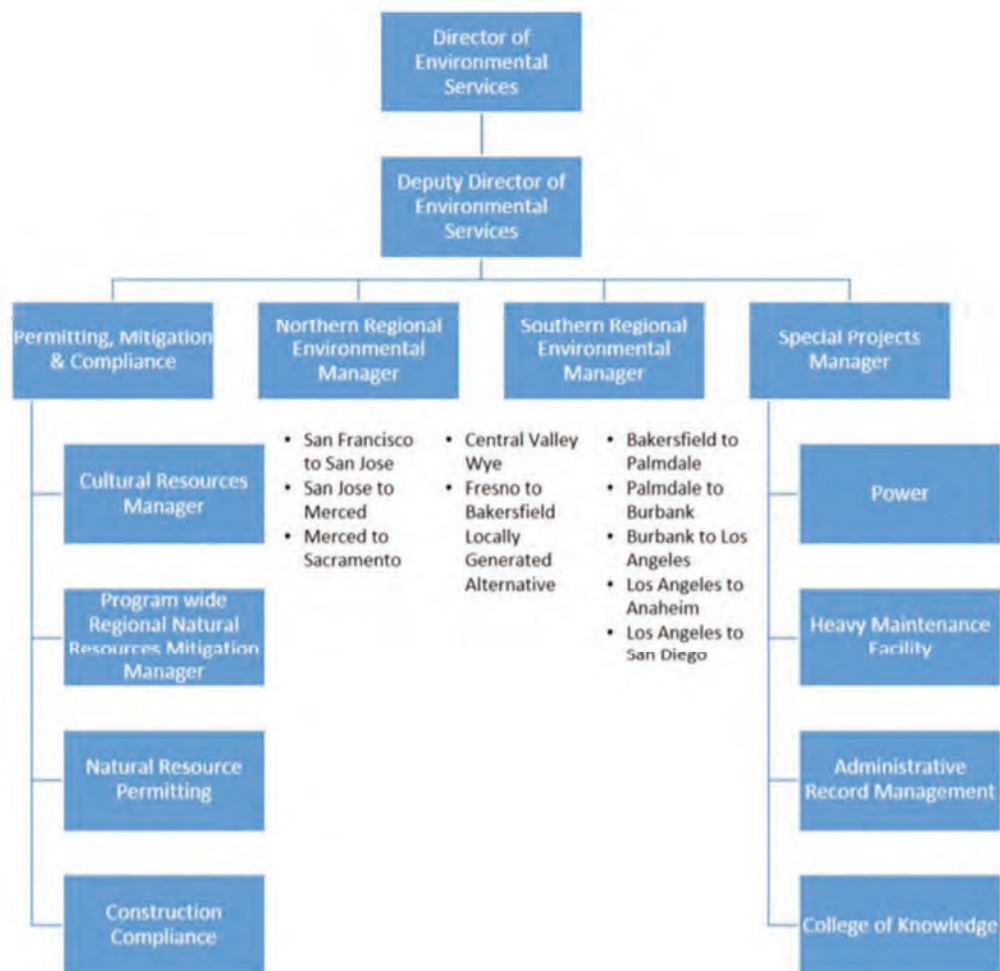 Director of
Environmental
Services
Deputy Director of
Environmental
Services
Permitting, Mitigation
& Compliance
Northern Regional
Environmental
Manager
Southern Regional
Environmental
Manager
Special Projects
Manager
Cultural Resources
Manager
Program wide
Regional Natural
Resources Mitigation
Manager
Natural Resource
Permitting
Construction
Compliance
• San Francisco
to San Jose
• San Jose to
Merced
• Merced to
Sacramento
• Central Valley
Wye
• Fresno to
Bakersfield
Locally
Generated
Alternative
• Bakersfield to
Palmdale
• Palmdale to
Burbank
• Burbank to Los
Angeles
• Los Angeles to
Anaheim
• Los Angeles to
San Diego
Power
Heavy Maintenance
Facility
Administrative
Record Management
College of Knowledge